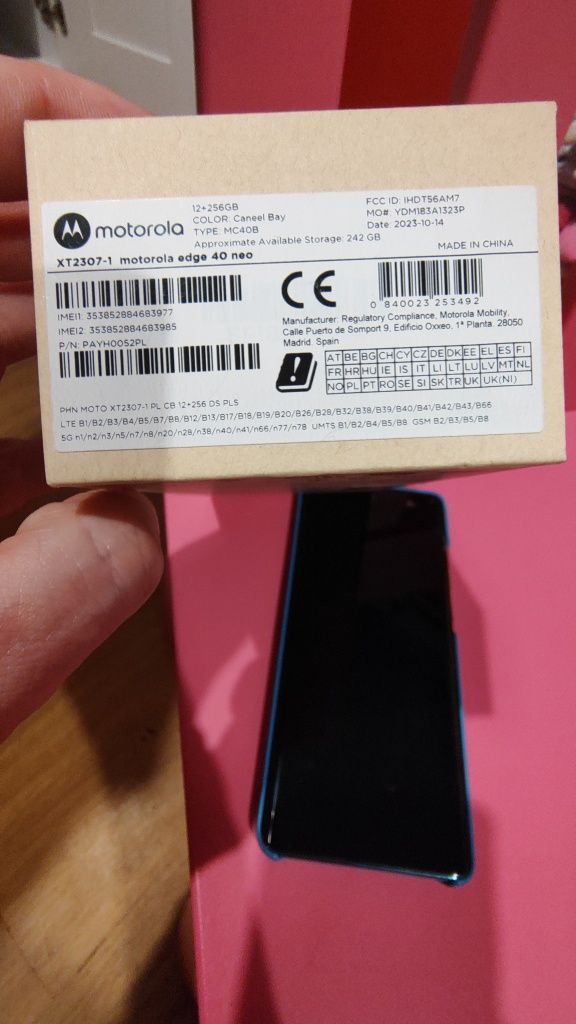 motorola
12+256GB
COLOR: Caneel Bay
TYPE: MC40B
Approximate Available Storage: 242 GB
FCC ID: IHDT56AM7
MO#: YDM183A1323P
Date: 2023-10-14
MADE IN CHINA
XT2307-1 motorola edge 40 neo
IMEI1: 353852884683977
IMEI2: 353852884683985
P/N: PAYH0052PL
CE
0 840023 253492
Manufacturer: Regulatory Compliance, Motorola Mobility,
Calle Puerto de Somport 9, Edificio Oxxeo, 1ª Planta. 28050
Madrid. Spain
AT BE BG CH CY CZ DE DK EE EL ES FI
FR HR HU IE IS IT LI LT LU LV MT NL
NO PL PT RO SE SI SK TR UK UK(NI)
PHN MOTO XT2307-1 PL CB 12+256 DS PLS
LTE B1/B2/B3/B4/B5/B7/B8/B12/B13/B17/B18/B19/B20/B26/B28/B32/B38/B39/B40/B41/B42/B43/B66
5G n1/n2/n3/n5/n7/n8/n20/n28/n38/n40/n41/n66/n77/n78 UMTS B1/B2/B4/B5/B8 GSM B2/B3/B5/B8